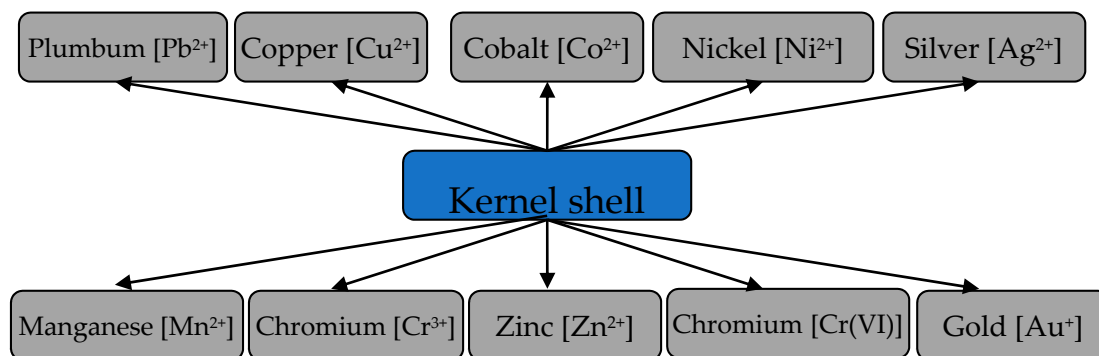 Plumbum [Pb²⁺]
Copper [Cu²⁺]
Cobalt [Co²⁺]
Nickel [Ni²⁺]
Silver [Ag²⁺]
Kernel shell
Manganese [Mn²⁺]
Chromium [Cr³⁺]
Zinc [Zn²⁺]
Chromium [Cr(VI)]
Gold [Au⁺]